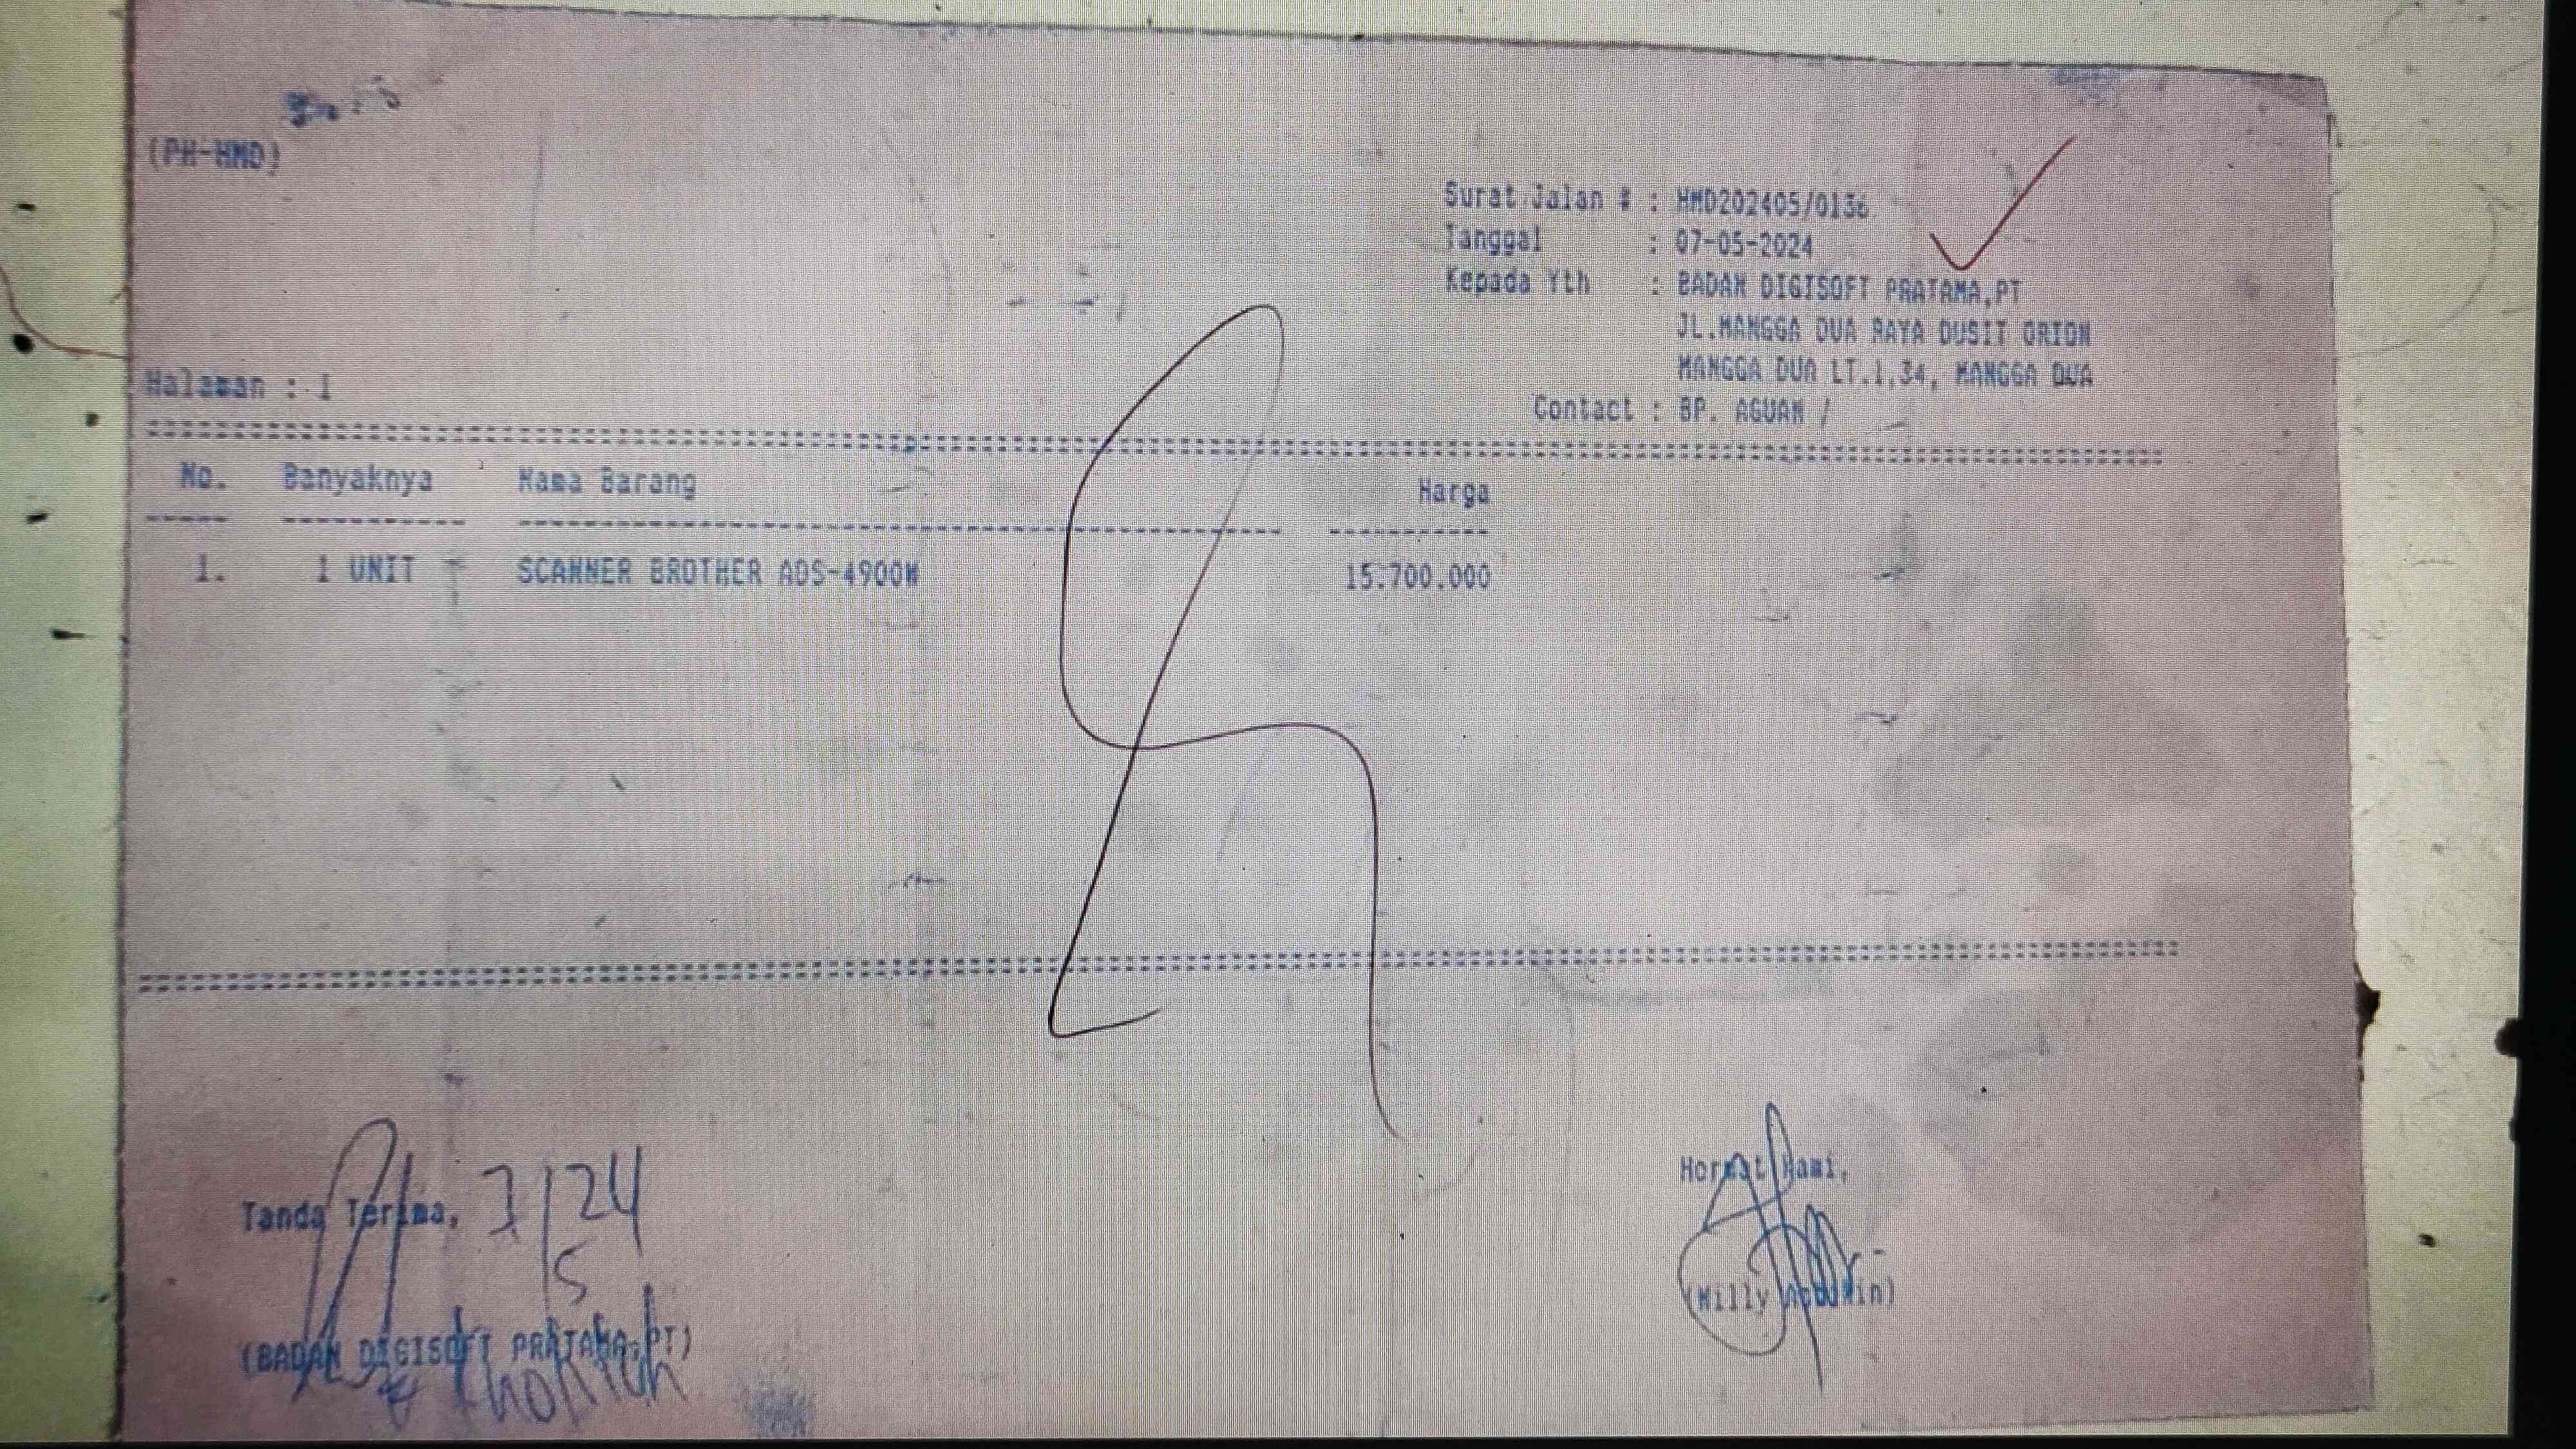 (PH-HMD)
Surat Jalan # : HMD202405/0136
Tanggal : 07-05-2024
Kepada Yth : BADAN DIGISOFT PRATAMA,PT
JL.MANGGA DUA RAYA DUSIT ORION
MANGGA DUA LT.1,34, MANGGA DUA
Halaman : 1
Contact : BP. AGUAN /
No. Banyaknya Nama Barang Harga
1. 1 UNIT SCANNER BROTHER ADS-4900W 15.700.000
Tanda Terima, 7/24
5
Hormat Kami,
(Willy
(BADAN DIGISOFT PRATAMA,PT)